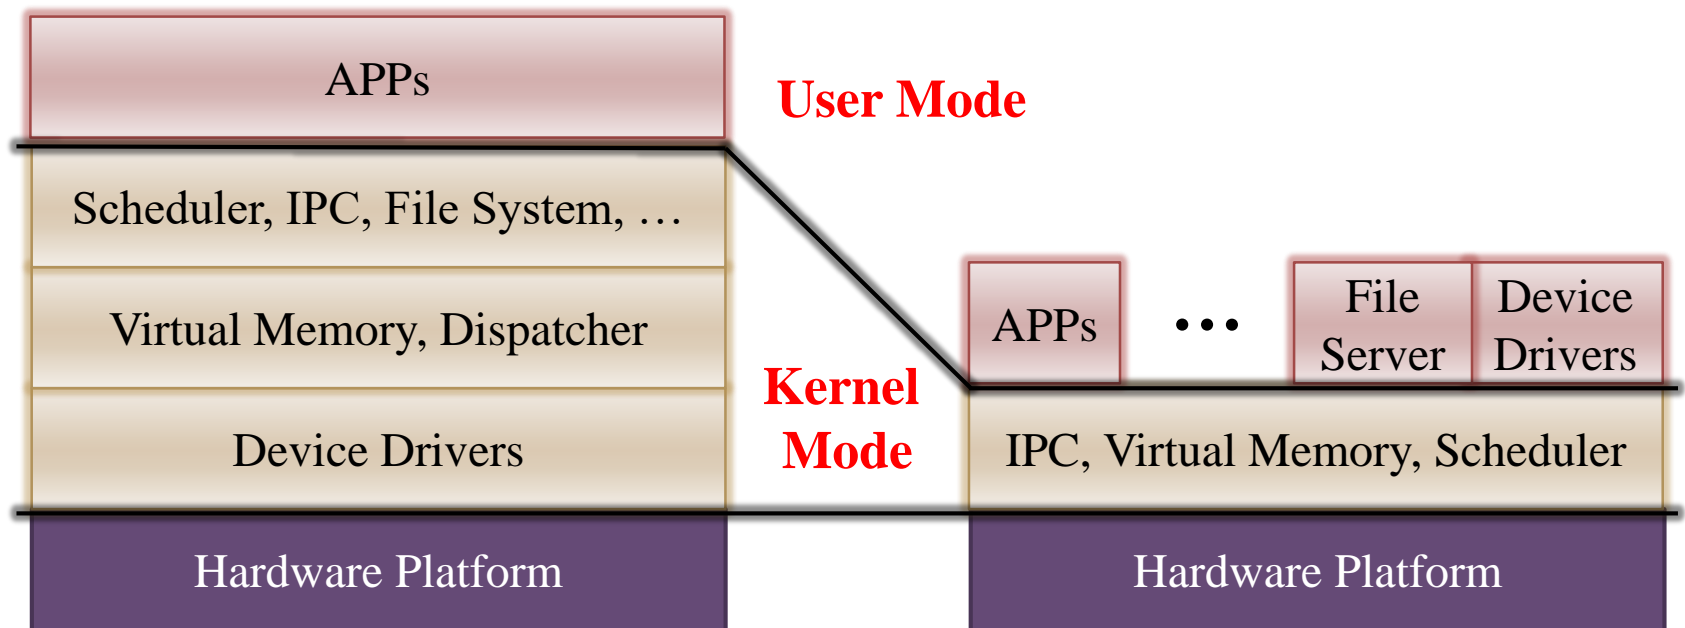 APPs
Scheduler, IPC, File System, …
Virtual Memory, Dispatcher
Device Drivers
Hardware Platform
User Mode
Kernel
Mode
APPs
…
File
Server
Device
Drivers
IPC, Virtual Memory, Scheduler
Hardware Platform